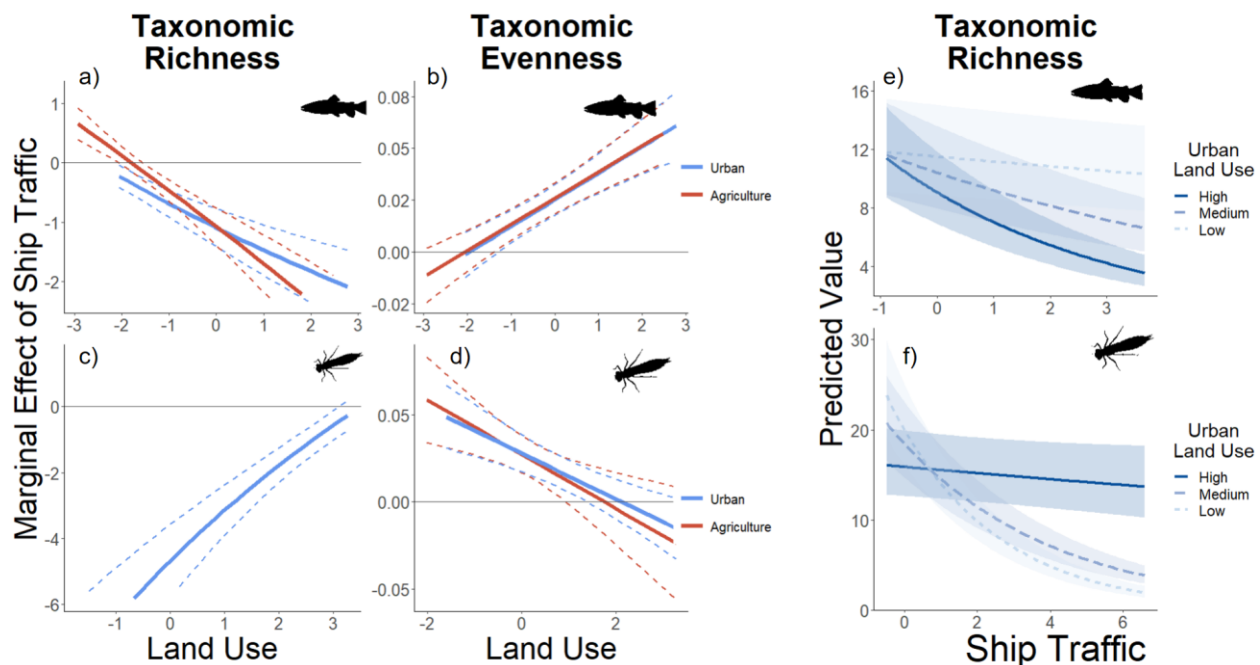 Taxonomic
Richness
Taxonomic
Evenness
Taxonomic
Richness
Marginal Effect of Ship Traffic
a)
1
0
-1
-2
-3
-2
-1
0
1
2
3
b)
0.08
0.05
0.02
0.00
-0.02
-3
-2
-1
0
1
2
3
Urban
Agriculture
c)
0
-2
-4
-6
-1
0
1
2
3
Land Use
d)
0.05
0.00
-0.05
-2
0
2
Land Use
Urban
Agriculture
Predicted Value
e)
16
12
8
4
-1
0
1
2
3
Urban
Land Use
High
Medium
Low
f)
30
20
10
0
0
2
4
6
Ship Traffic
Urban
Land Use
High
Medium
Low